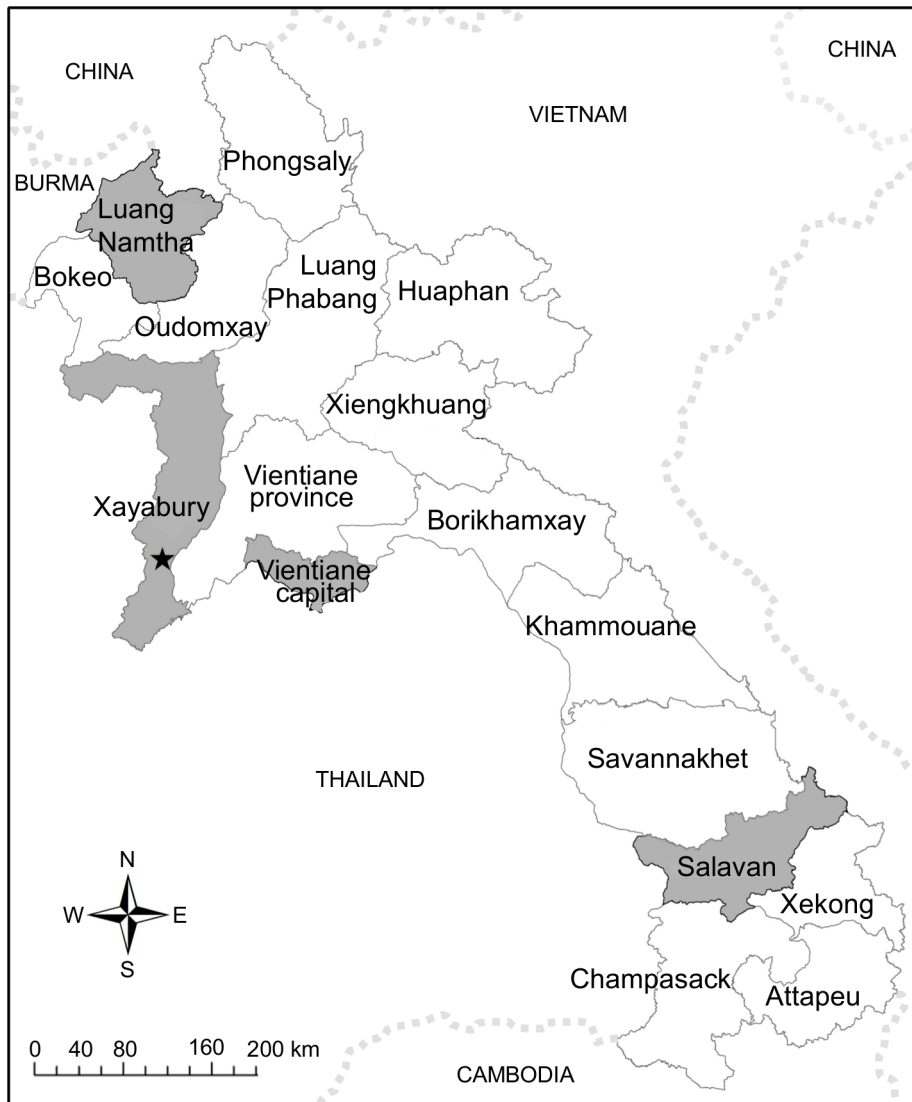 CHINA
CHINA
VIETNAM
Phongsaly
BURMA
Luang
Namtha
Bokeo
Luang
Phabang
Huaphan
Oudomxay
Xiengkhuang
Vientiane
province
Xayabury
Borikhamxay
Vientiane
capital
Khammouane
Savannakhet
THAILAND
Salavan
Xekong
Champasack
Attapeu
N
W E
S
0 40 80 160 200 km
CAMBODIA